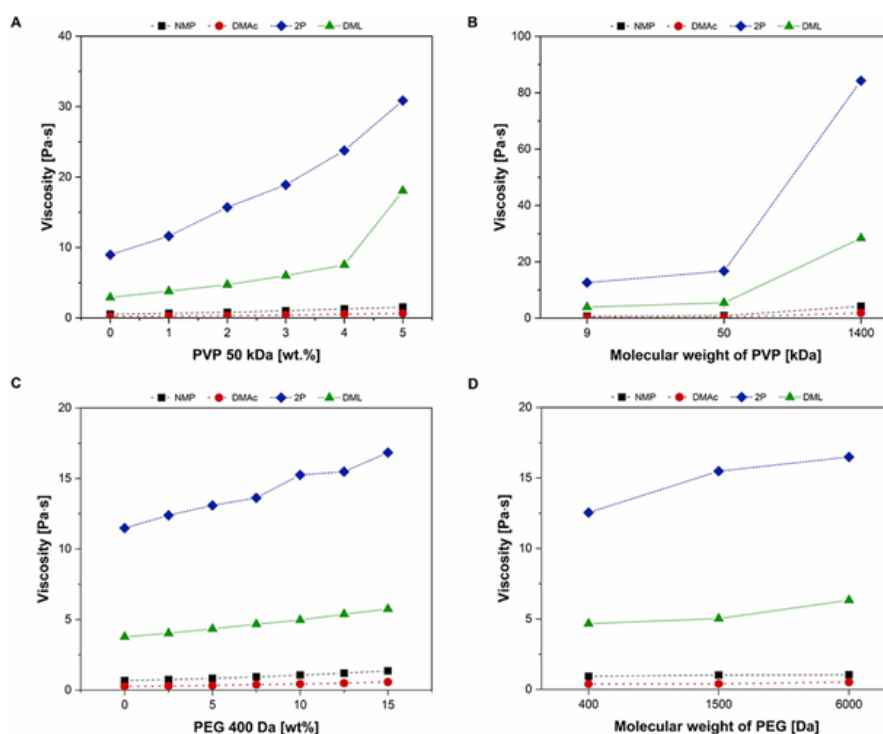 A
NMP DMAc 2P DML
40
30
20
10
0
Viscosity [Pa·s]
0 1 2 3 4 5
PVP 50 kDa [wt.%]
B
NMP DMAc 2P DML
100
80
60
40
20
0
Viscosity [Pa·s]
9 50 1400
Molecular weight of PVP [kDa]
C
NMP DMAc 2P DML
20
15
10
5
0
Viscosity [Pa·s]
0 5 10 15
PEG 400 Da [wt%]
D
NMP DMAc 2P DML
20
15
10
5
0
Viscosity [Pa·s]
400 1500 6000
Molecular weight of PEG [Da]